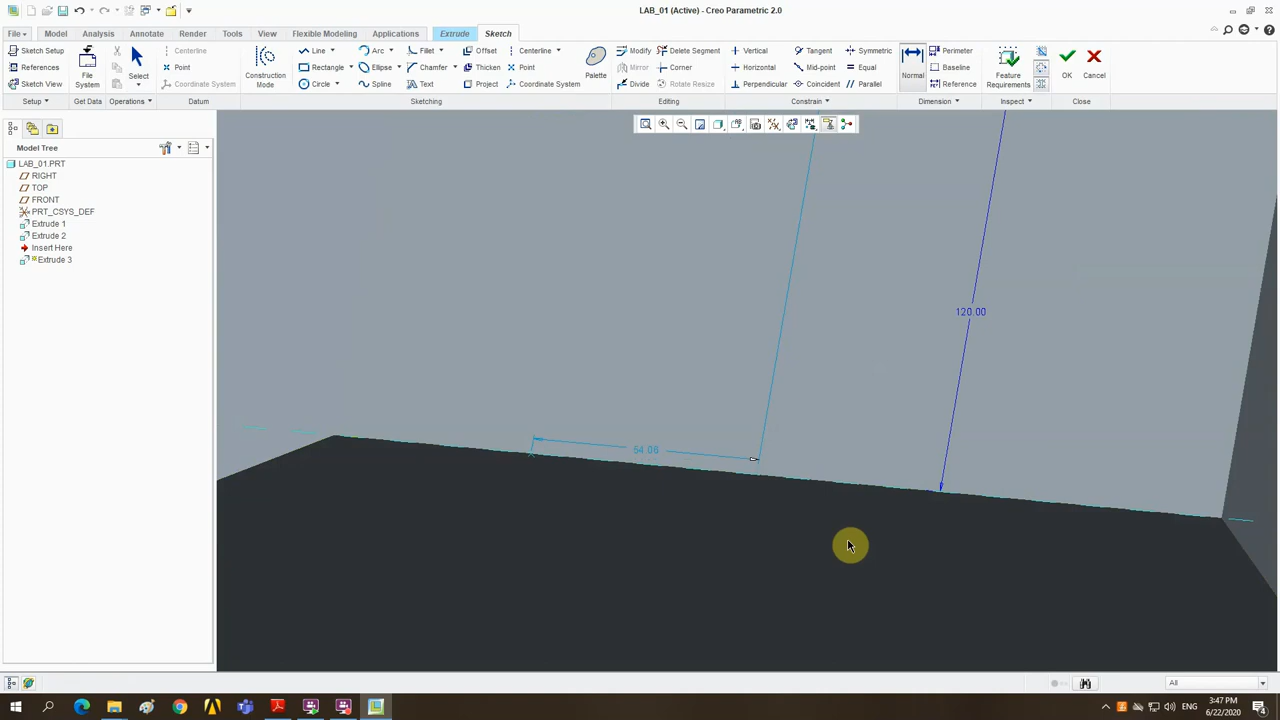 LAB_01 (Active) - Creo Parametric 2.0
File Model Analysis Annotate Render Tools View Flexible Modeling Applications Extrude Sketch
Sketch Setup
References
Sketch View
Setup
File System
Get Data
Select
Operations
Centerline
Point
Coordinate System
Datum
Construction Mode
Line Arc Fillet Offset Centerline
Rectangle Ellipse Chamfer Thicken Point
Circle Spline Text Project Coordinate System
Sketching
Palette
Modify Delete Segment
Mirror Corner
Divide Rotate Resize
Editing
Vertical Tangent Symmetric
Horizontal Mid-point Equal
Perpendicular Coincident Parallel
Constrain
Normal
Perimeter
Baseline
Reference
Dimension
Feature Requirements
Inspect
OK
Cancel
Close
Model Tree
LAB_01.PRT
RIGHT
TOP
FRONT
PRT_CSYS_DEF
Extrude 1
Extrude 2
Insert Here
Extrude 3
120.00
54.06
All
ENG
3:47 PM
6/22/2020
4